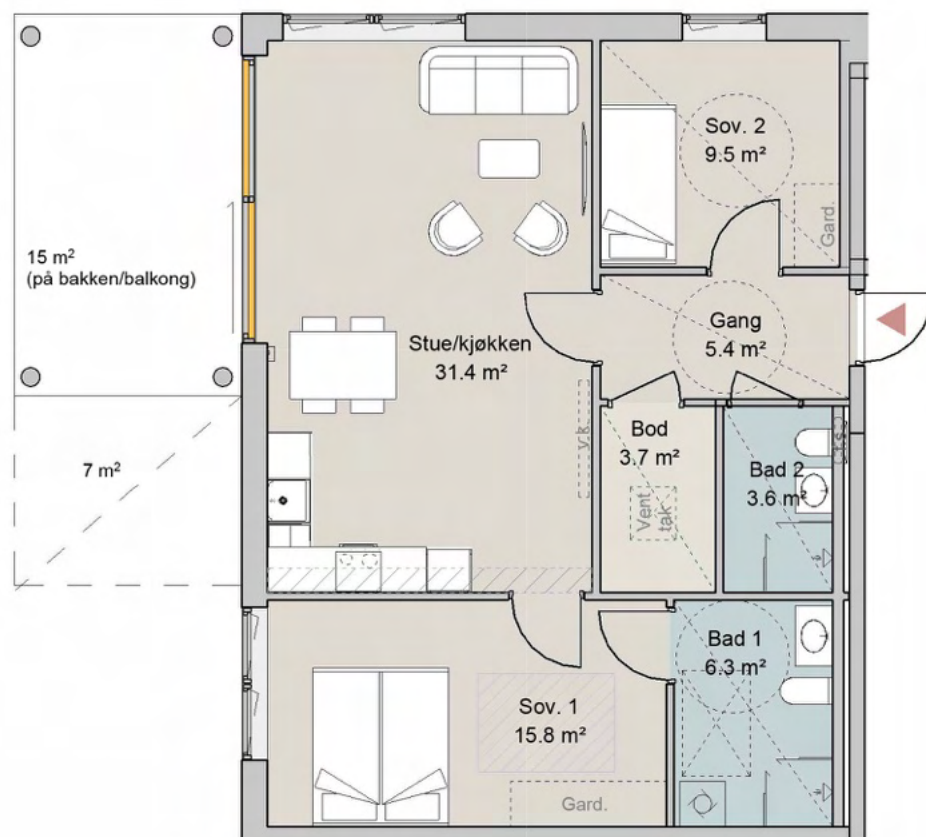 Sov. 2
9.5 m²
Gard.
15 m²
(på bakken/balkong)
Gang
5.4 m²
Stue/kjøkken
31.4 m²
v.k.
Bod
3.7 m²
Vent
tak
Bad 2
3.6 m²
7 m²
Bad 1
6.3 m²
Sov. 1
15.8 m²
Gard.